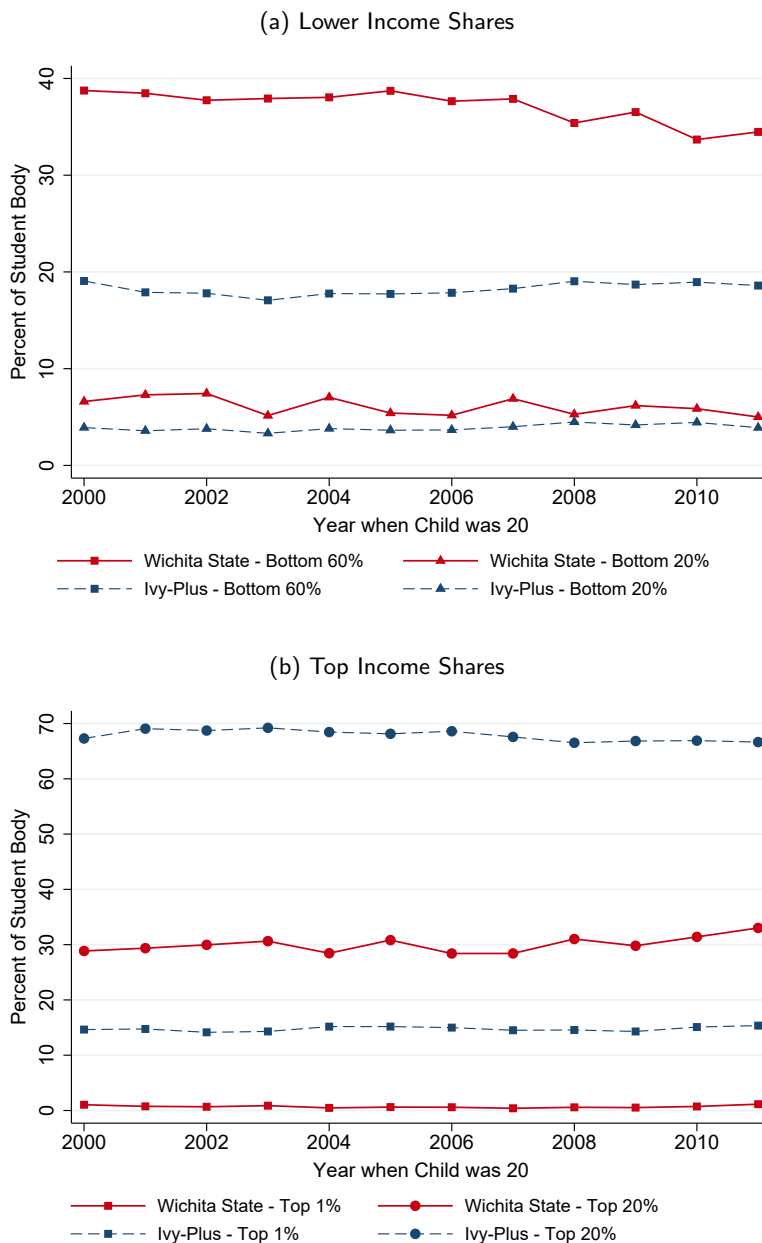 (a) Lower Income Shares
Percent of Student Body
40
30
20
10
0
2000 2002 2004 2006 2008 2010
Year when Child was 20
Wichita State - Bottom 60% Wichita State - Bottom 20%
Ivy-Plus - Bottom 60% Ivy-Plus - Bottom 20%
(b) Top Income Shares
Percent of Student Body
70
60
50
40
30
20
10
0
2000 2002 2004 2006 2008 2010
Year when Child was 20
Wichita State - Top 1% Wichita State - Top 20%
Ivy-Plus - Top 1% Ivy-Plus - Top 20%